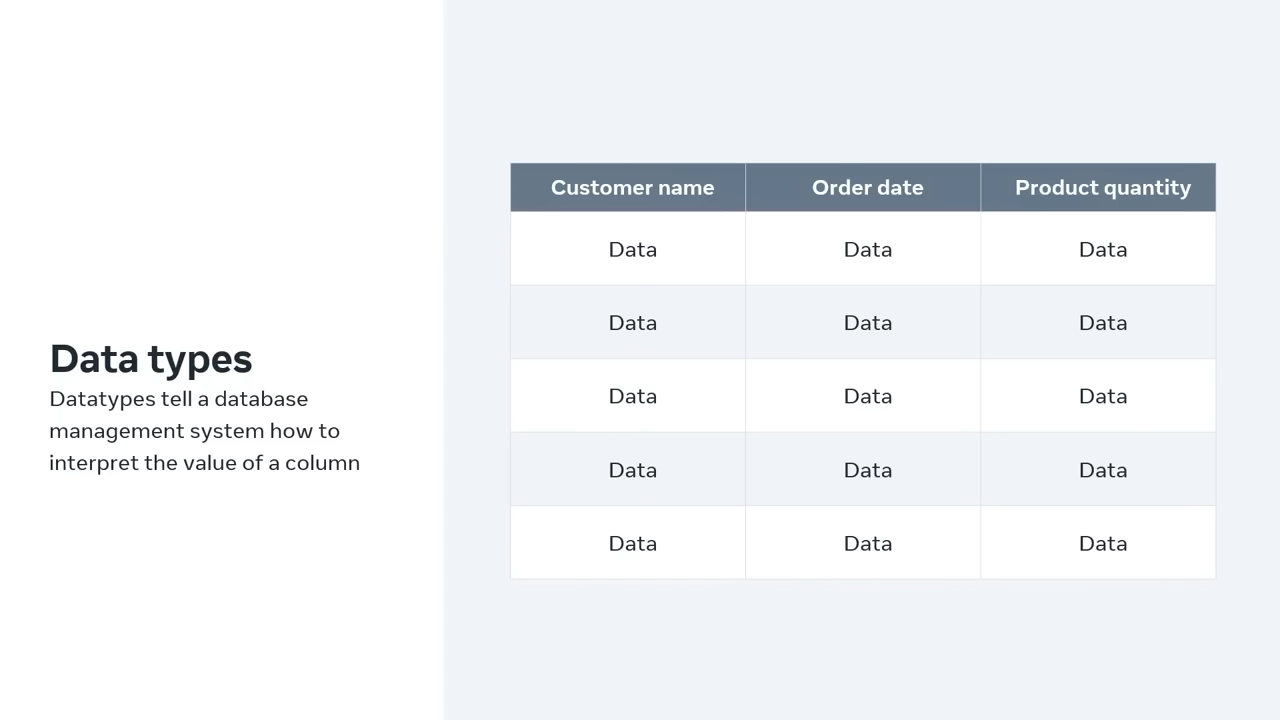 Data types
Datatypes tell a database
management system how to
interpret the value of a column
Customer name Order date Product quantity
Data Data Data
Data Data Data
Data Data Data
Data Data Data
Data Data Data